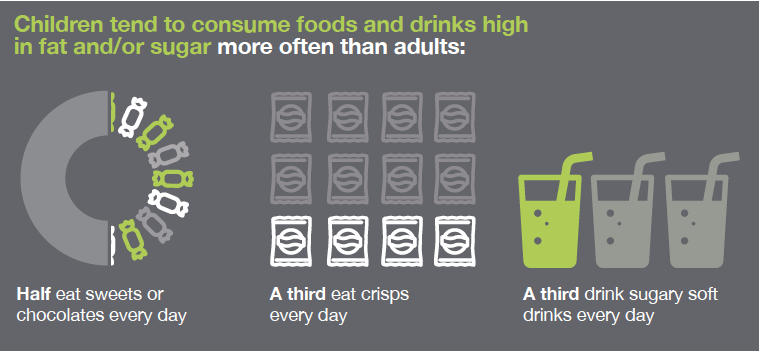 Children tend to consume foods and drinks high
in fat and/or sugar more often than adults:
Half eat sweets or
chocolates every day
A third eat crisps
every day
A third drink sugary soft
drinks every day